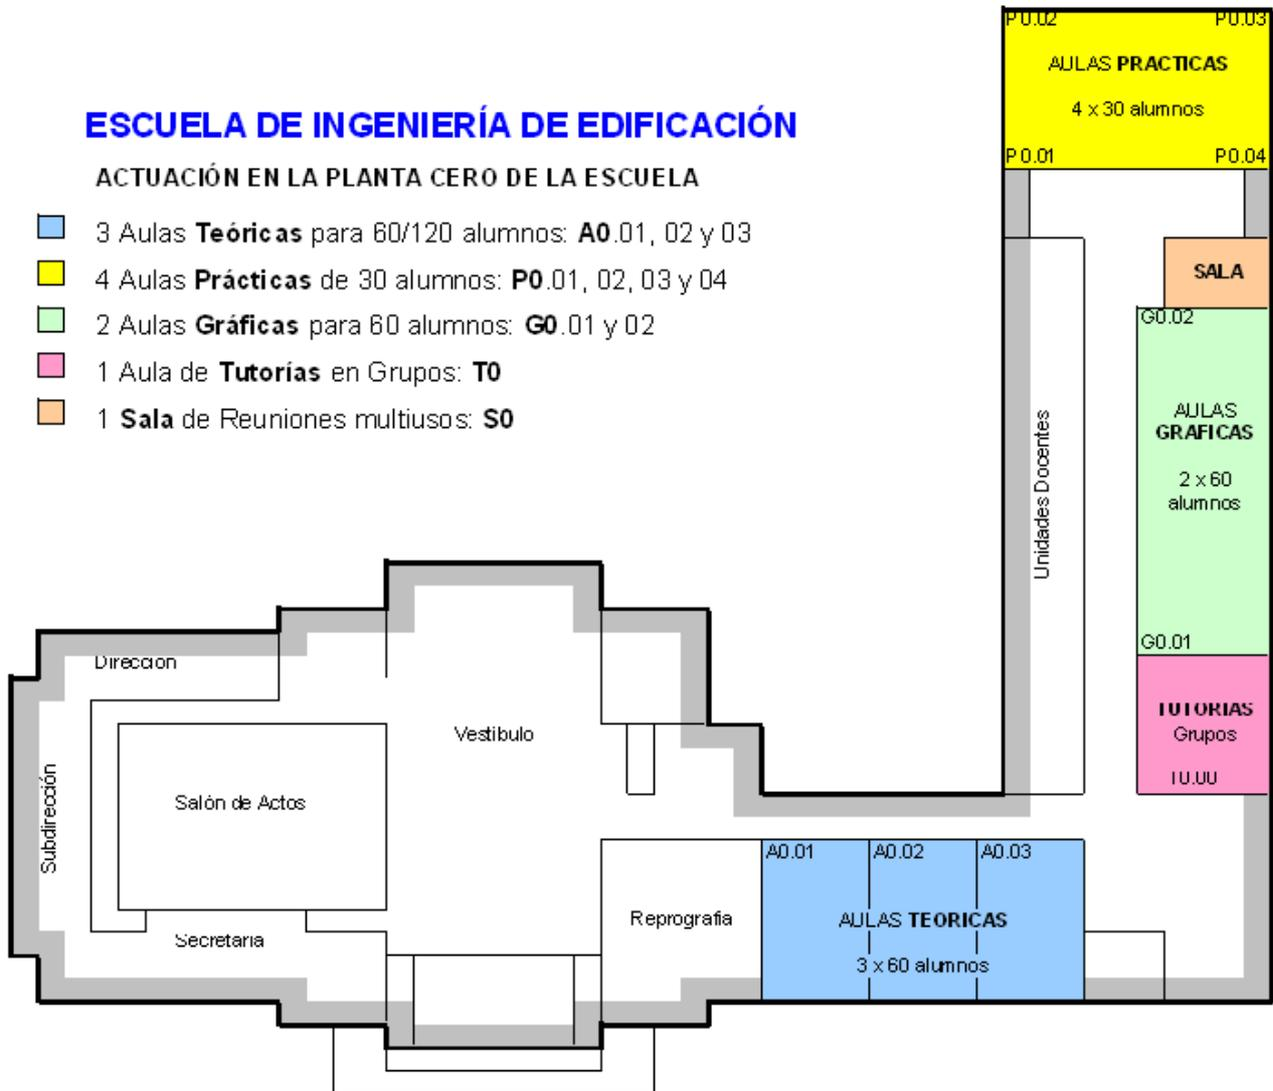 P0.02 P0.03
AULAS PRACTICAS
4 x 30 alumnos
P0.01 P0.04
ESCUELA DE INGENIERÍA DE EDIFICACIÓN
ACTUACIÓN EN LA PLANTA CERO DE LA ESCUELA
3 Aulas Teóricas para 60/120 alumnos: A0.01, 02 y 03
4 Aulas Prácticas de 30 alumnos: P0.01, 02, 03 y 04
2 Aulas Gráficas para 60 alumnos: G0.01 y 02
1 Aula de Tutorías en Grupos: T0
1 Sala de Reuniones multiusos: S0
SALA
G0.02
AULAS
GRAFICAS
2 x 60
alumnos
G0.01
Unidades Docentes
TUTORIAS
Grupos
T0.00
Dirección
Vestíbulo
Subdirección
Salón de Actos
Secretaría
Reprografía
A0.01 A0.02 A0.03
AULAS TEORICAS
3 x 60 alumnos